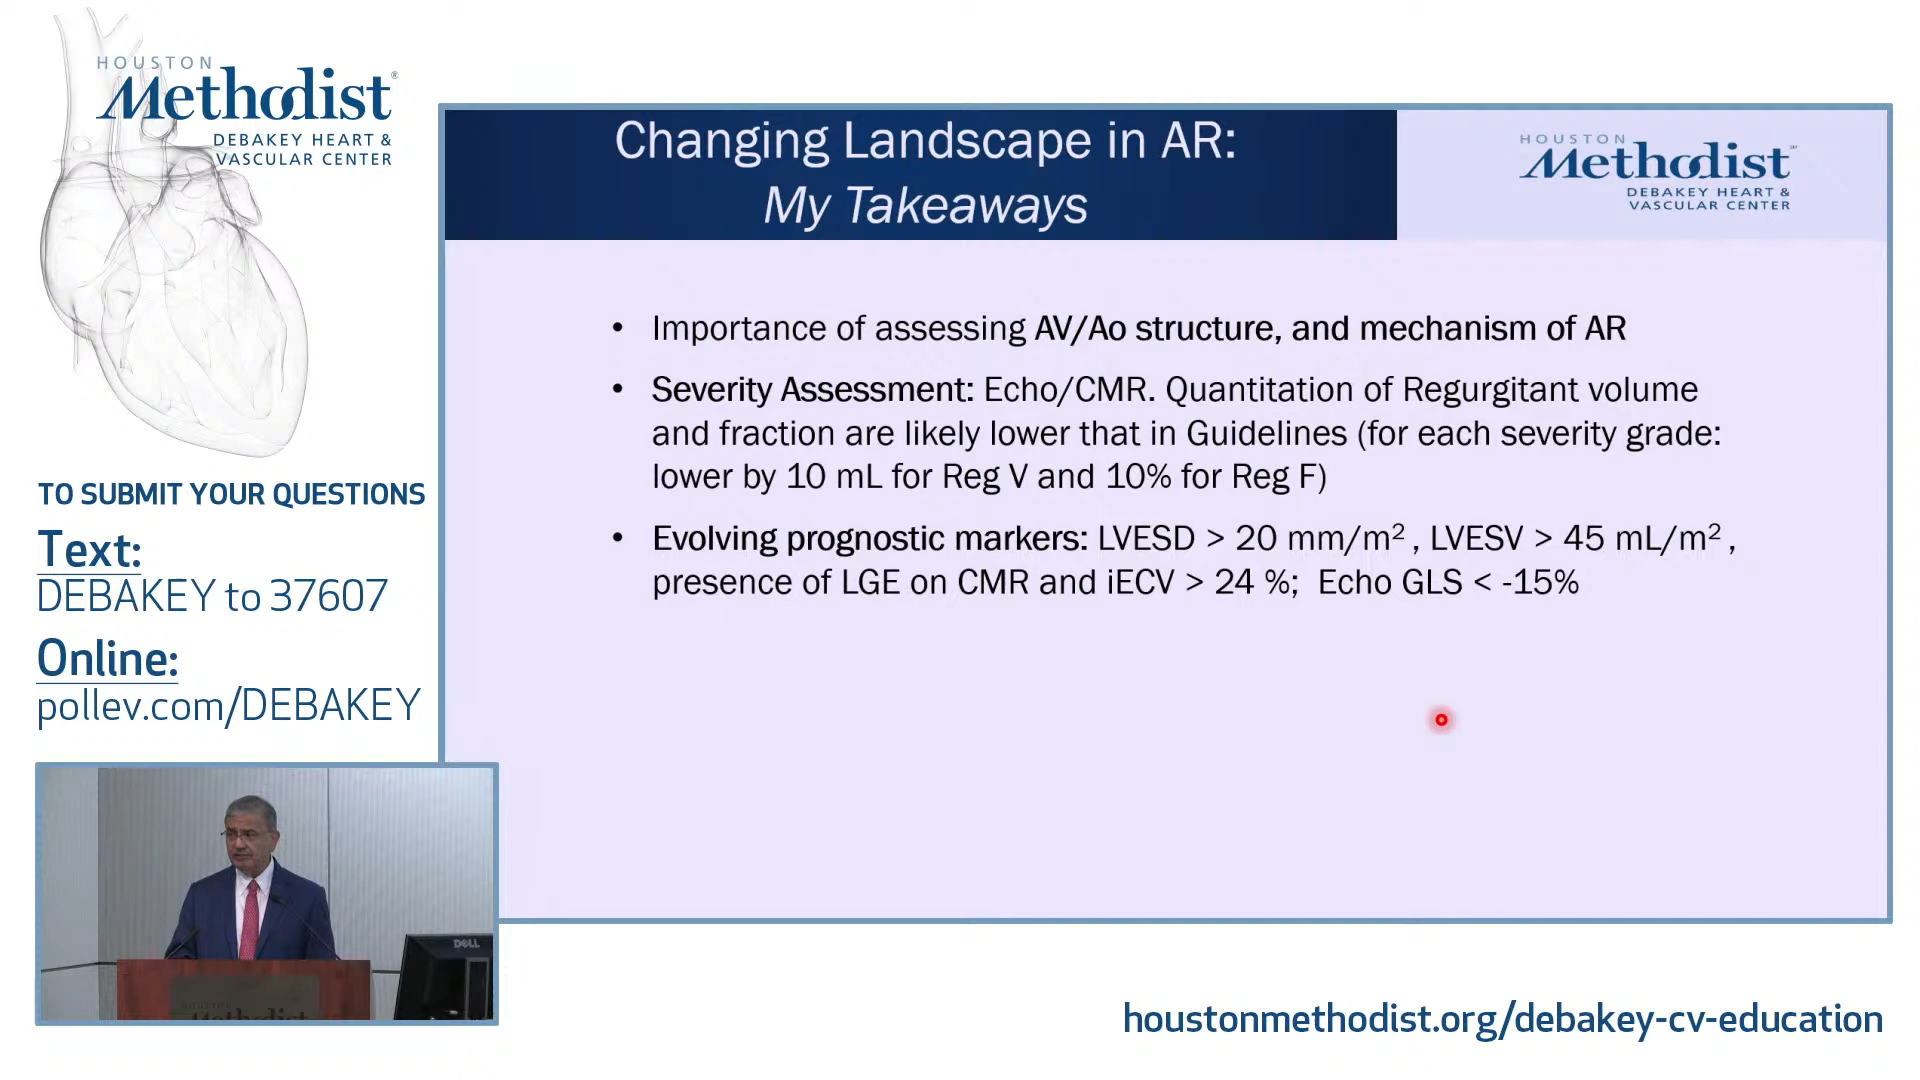 HOUSTON
Methodist®
DEBAKEY HEART &
VASCULAR CENTER
TO SUBMIT YOUR QUESTIONS
Text:
DEBAKEY to 37607
Online:
pollev.com/DEBAKEY
Changing Landscape in AR:
My Takeaways
HOUSTON
Methodist
DEBAKEY HEART &
VASCULAR CENTER
• Importance of assessing AV/Ao structure, and mechanism of AR
• Severity Assessment: Echo/CMR. Quantitation of Regurgitant volume
and fraction are likely lower that in Guidelines (for each severity grade:
lower by 10 mL for Reg V and 10% for Reg F)
• Evolving prognostic markers: LVESD > 20 mm/m², LVESV > 45 mL/m²,
presence of LGE on CMR and iECV > 24 %; Echo GLS < -15%
DELL
HOUSTON
Methodist
houstonmethodist.org/debakey-cv-education